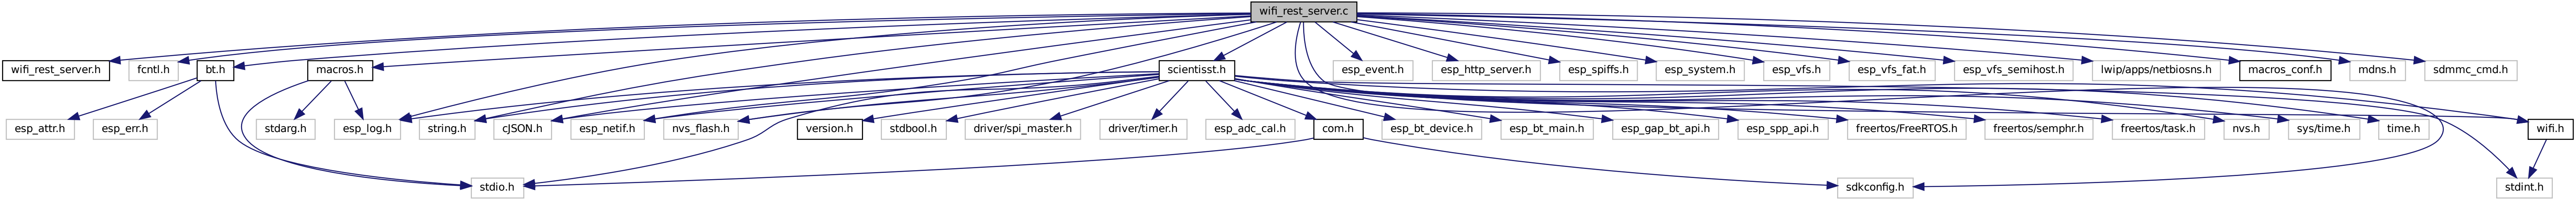 wifi_rest_server.c
wifi_rest_server.h
fcntl.h
bt.h
macros.h
scientisst.h
esp_event.h
esp_http_server.h
esp_spiffs.h
esp_system.h
esp_vfs.h
esp_vfs_fat.h
esp_vfs_semihost.h
lwip/apps/netbiosns.h
macros_conf.h
mdns.h
sdmmc_cmd.h
esp_attr.h
esp_err.h
stdarg.h
esp_log.h
string.h
cJSON.h
esp_netif.h
nvs_flash.h
version.h
stdbool.h
driver/spi_master.h
driver/timer.h
esp_adc_cal.h
com.h
esp_bt_device.h
esp_bt_main.h
esp_gap_bt_api.h
esp_spp_api.h
freertos/FreeRTOS.h
freertos/semphr.h
freertos/task.h
nvs.h
sys/time.h
time.h
wifi.h
stdio.h
sdkconfig.h
stdint.h